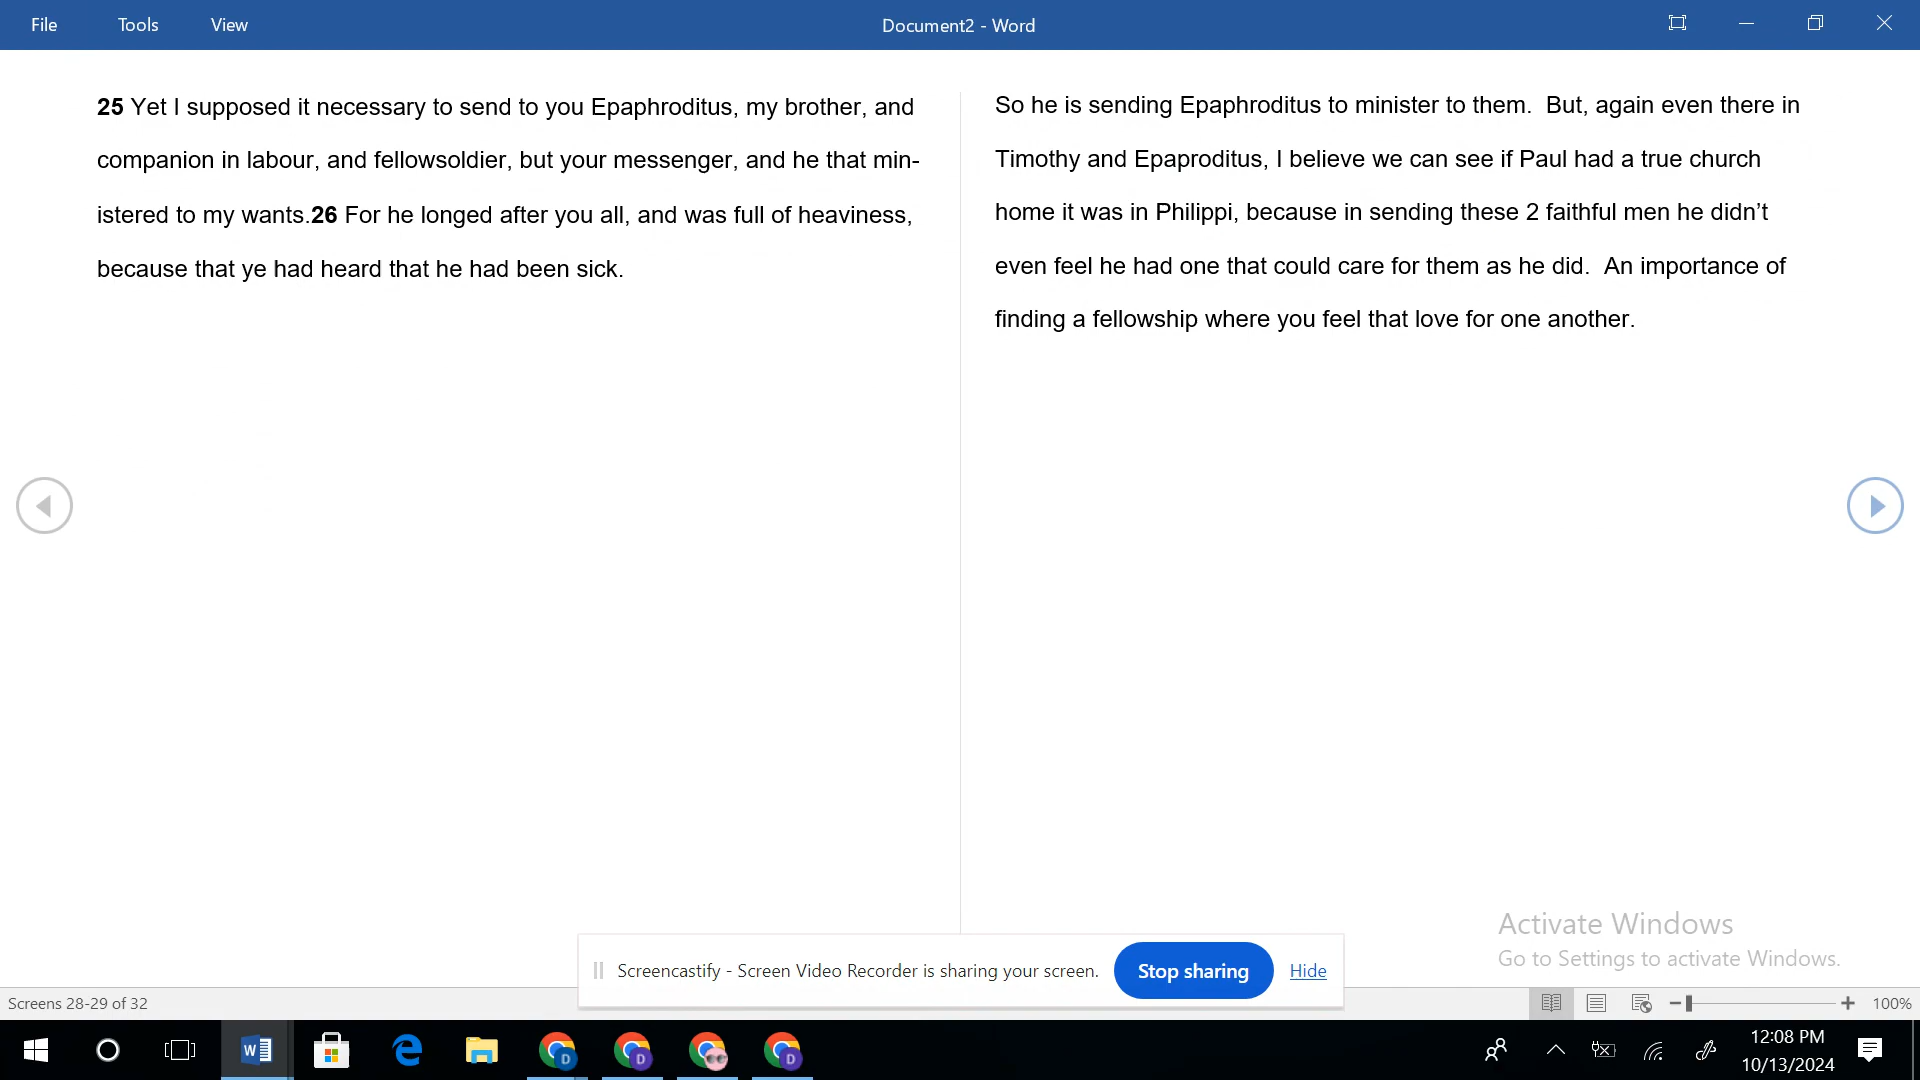 File Tools View Document2 - Word
25 Yet I supposed it necessary to send to you Epaphroditus, my brother, and
companion in labour, and fellowsoldier, but your messenger, and he that min-
istered to my wants.26 For he longed after you all, and was full of heaviness,
because that ye had heard that he had been sick.
So he is sending Epaphroditus to minister to them.  But, again even there in
Timothy and Epaproditus, I believe we can see if Paul had a true church
home it was in Philippi, because in sending these 2 faithful men he didn’t
even feel he had one that could care for them as he did.  An importance of
finding a fellowship where you feel that love for one another.
Activate Windows
Go to Settings to activate Windows.
Screencastify - Screen Video Recorder is sharing your screen. Stop sharing Hide
Screens 28-29 of 32
100%
12:08 PM
10/13/2024